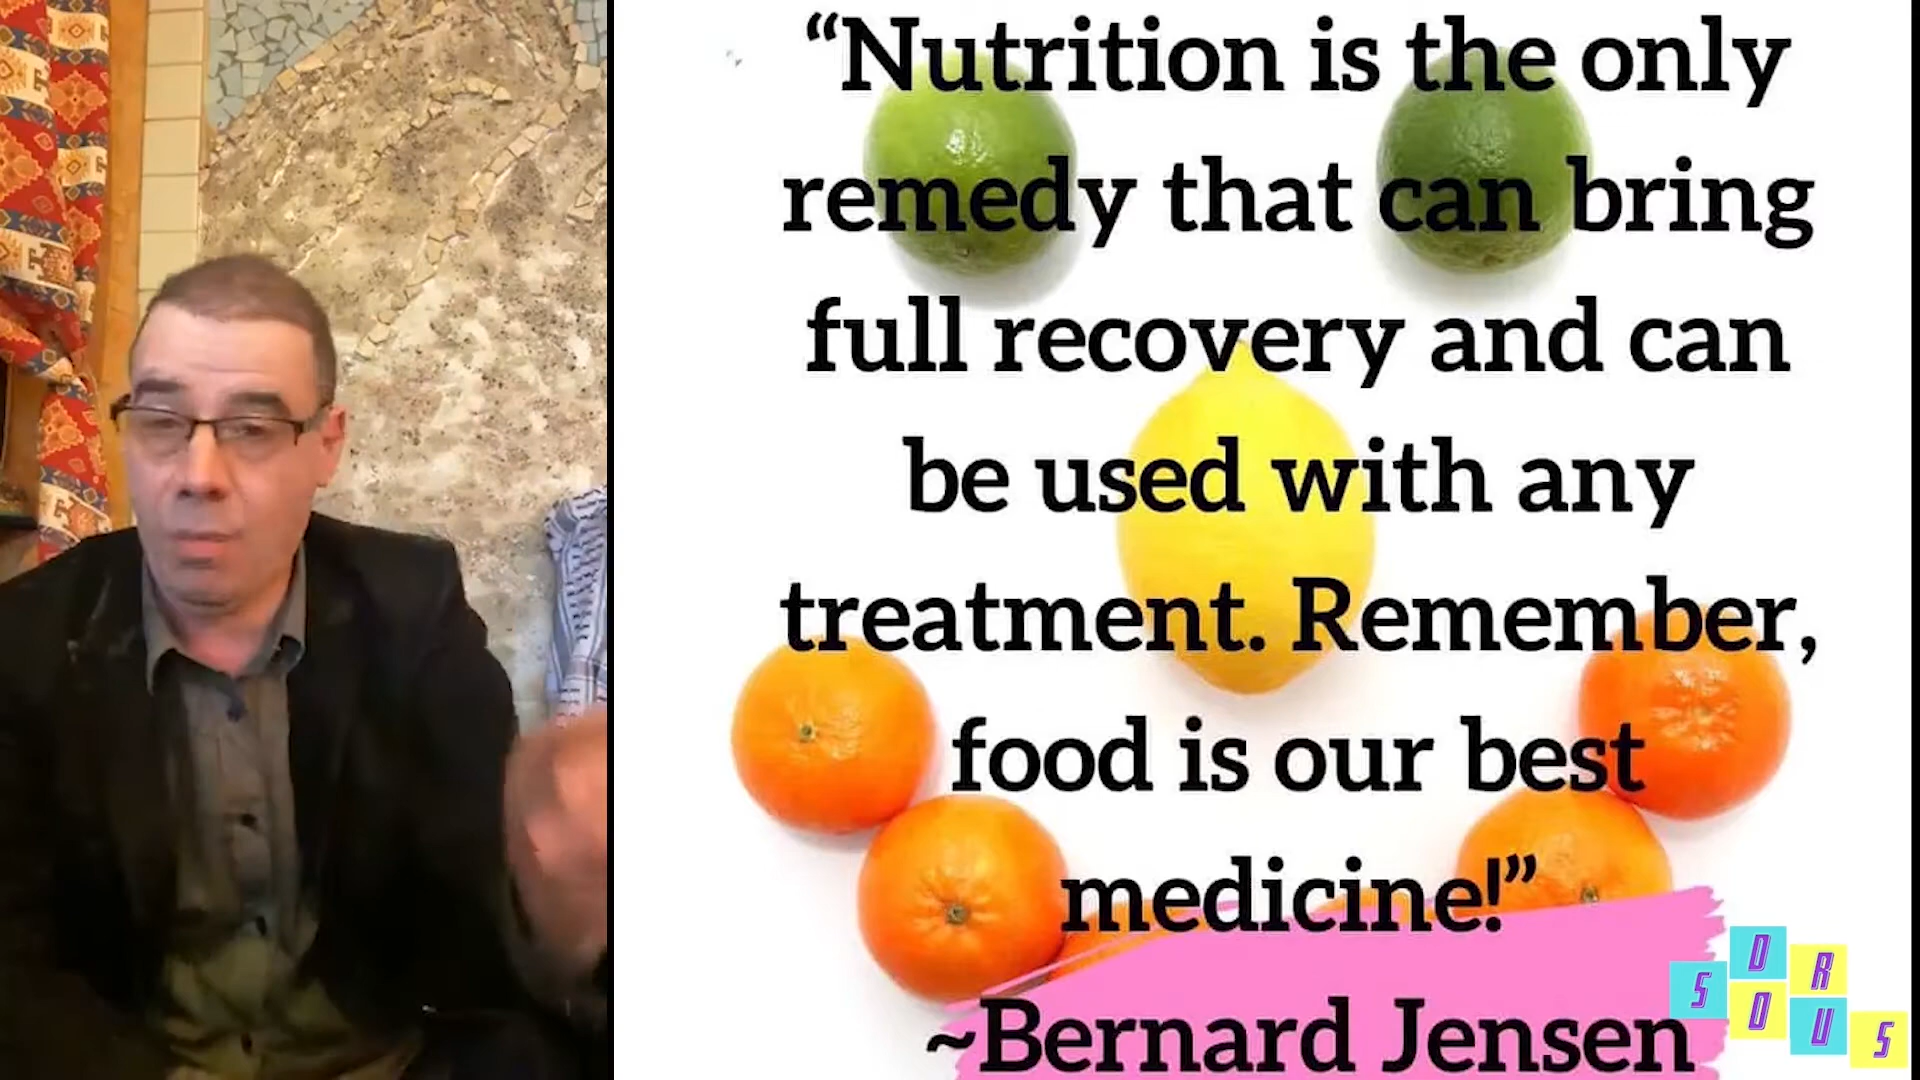 “Nutrition is the only
remedy that can bring
full recovery and can
be used with any
treatment. Remember,
food is our best
medicine!”
~Bernard Jensen
D R
S O U S